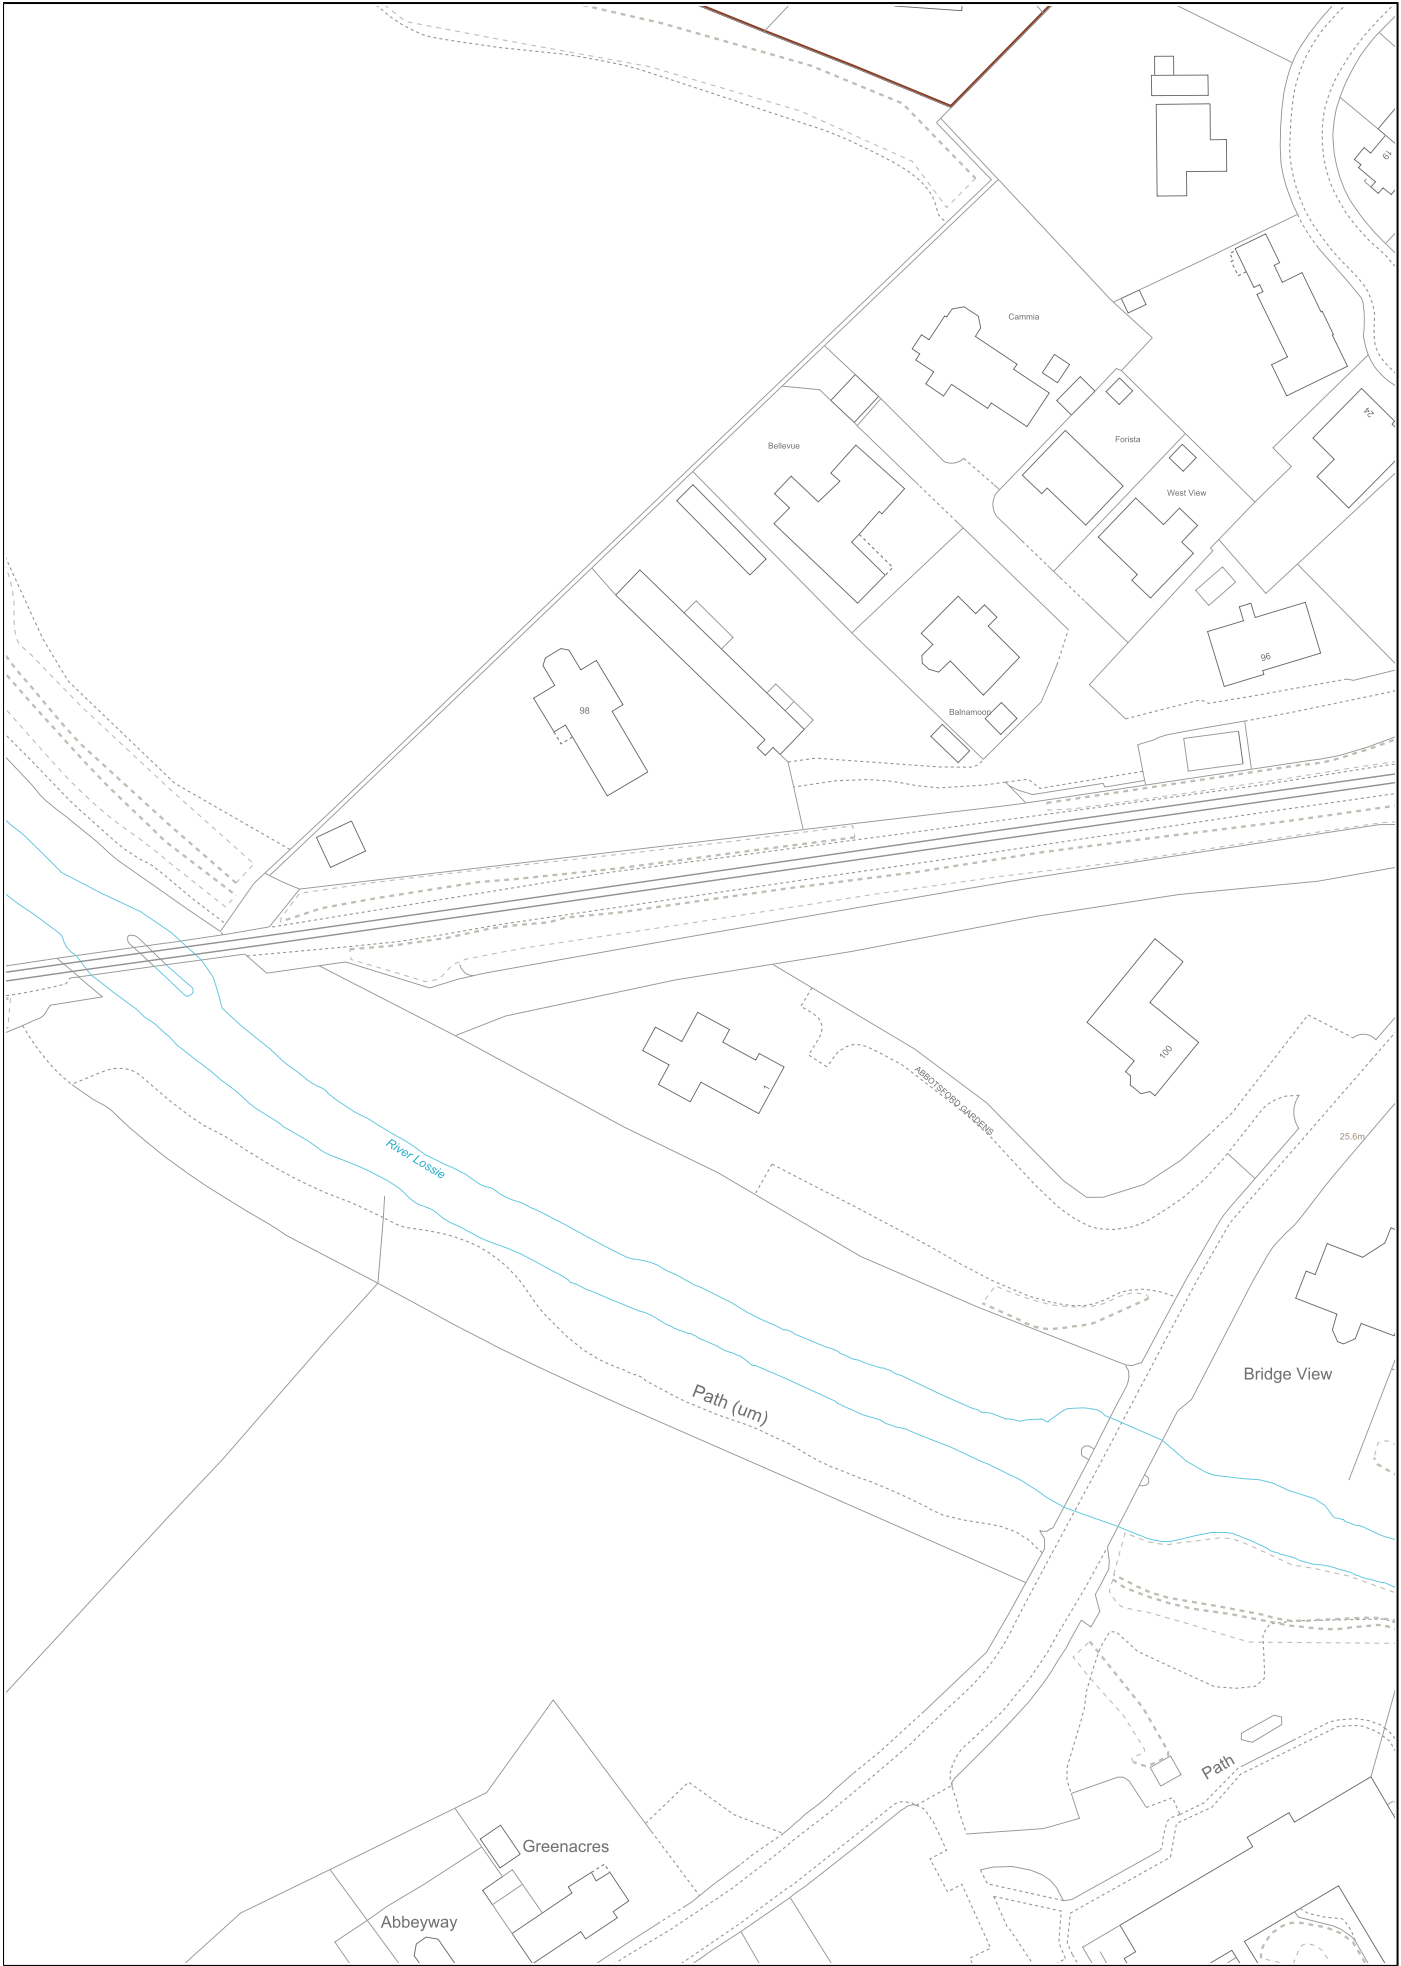 19
Cammia
24
Forista
Bellevue
West View
96
98
Balnamoon
100
1
ABBOTSFORD GARDENS
25.6m
River Lossie
Bridge View
Path (um)
Path
Greenacres
Abbeyway